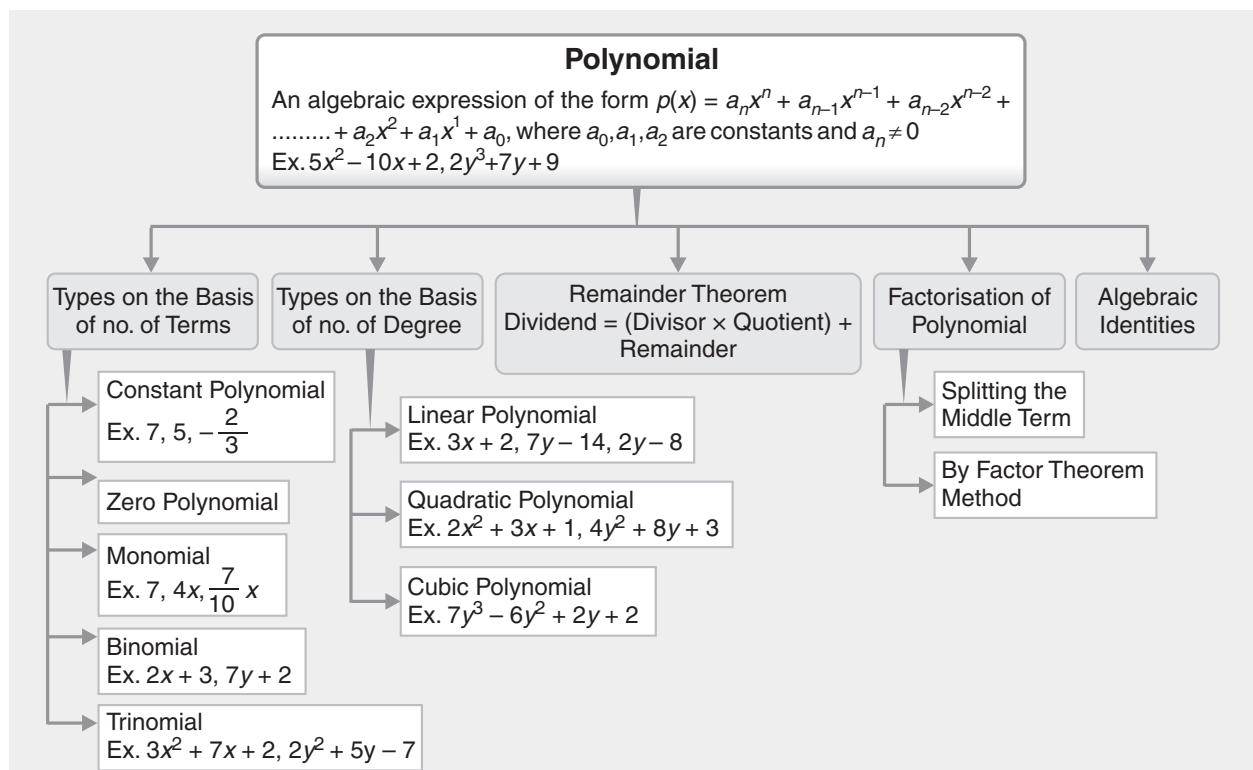 Polynomial
An algebraic expression of the form p(x) = aₙxⁿ + aₙ₋₁xⁿ⁻¹ + aₙ₋₂xⁿ⁻² +
......... + a₂x² + a₁x¹ + a₀, where a₀,a₁,a₂ are constants and aₙ ≠ 0
Ex. 5x² – 10x + 2, 2y³+7y + 9
Types on the Basis
of no. of Terms
Constant Polynomial
Ex. 7, 5, – 2/3
Zero Polynomial
Monomial
Ex. 7, 4x, 7/10 x
Binomial
Ex. 2x + 3, 7y + 2
Trinomial
Ex. 3x² + 7x + 2, 2y² + 5y – 7
Types on the Basis
of no. of Degree
Linear Polynomial
Ex. 3x + 2, 7y – 14, 2y – 8
Quadratic Polynomial
Ex. 2x² + 3x + 1, 4y² + 8y + 3
Cubic Polynomial
Ex. 7y³ – 6y² + 2y + 2
Remainder Theorem
Dividend = (Divisor × Quotient) +
Remainder
Factorisation of
Polynomial
Splitting the
Middle Term
By Factor Theorem
Method
Algebraic
Identities